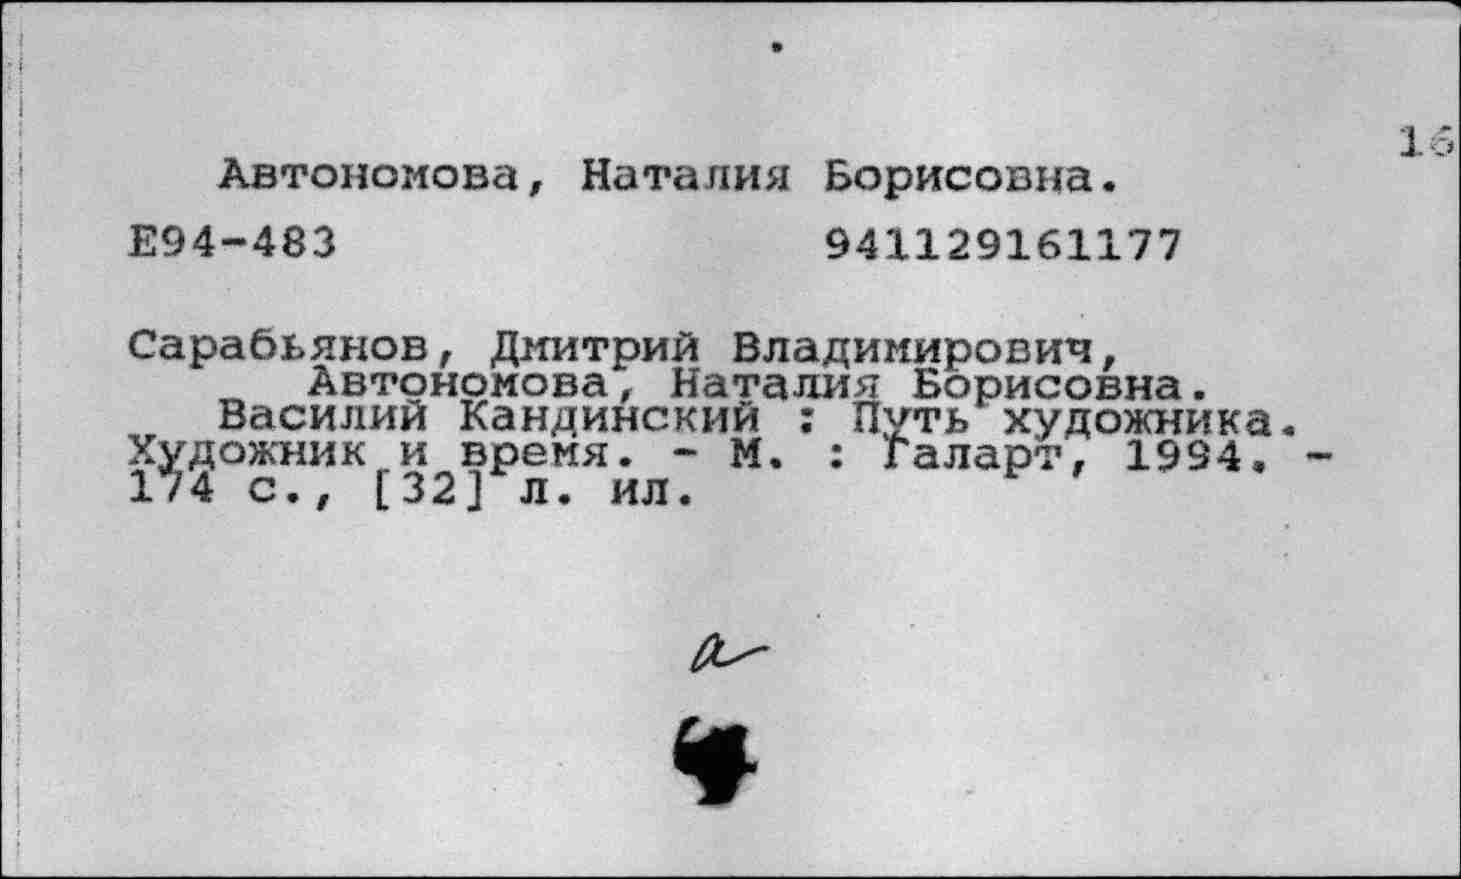 16
Автономова, Наталия Борисовна.
E94-483 941129161177
Сарабьянов, Дмитрий Владимирович,
Автономова, Наталия Борисовна.
Василий Кандинский : Путь художника.
Художник и время. - М. : Галарт, 1994. -
174 с., [32] л. ил.